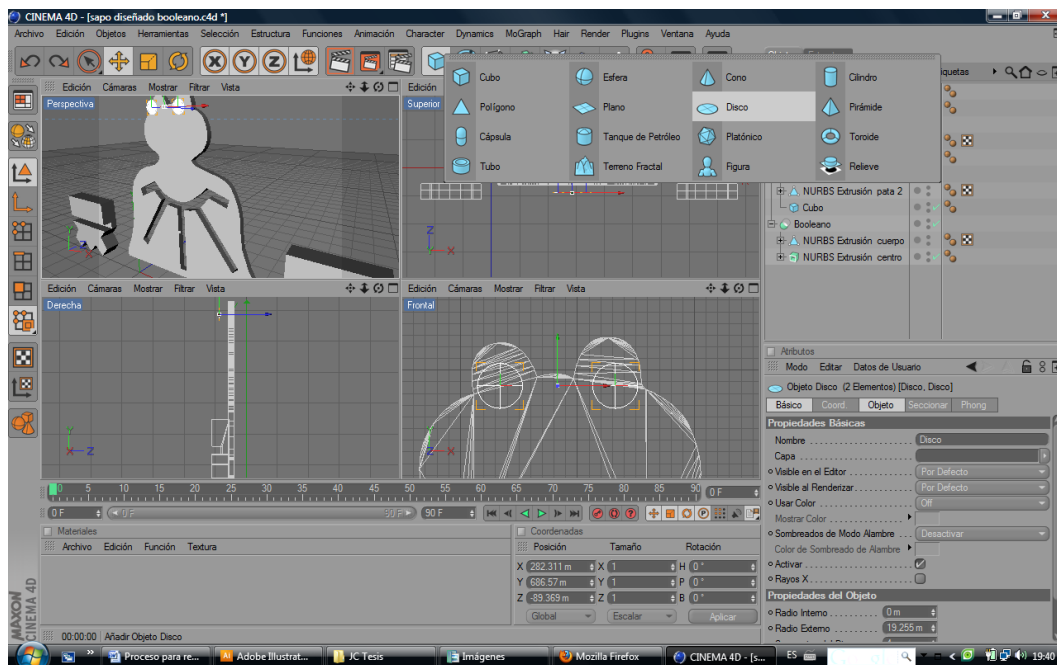 CINEMA 4D - [sapo diseñado booleano.c4d *]
Archivo Edición Objetos Herramientas Selección Estructura Funciones Animación Character Dynamics MoGraph Hair Render Plugins Ventana Ayuda
Edición Cámaras Mostrar Filtrar Vista
Perspectiva
Edición
Superior
Cubo Esfera Cono Cilindro
Polígono Plano Disco Pirámide
Cápsula Tanque de Petróleo Platónico Toroide
Tubo Terreno Fractal Figura Relieve
iquetas
NURBS Extrusión pata 2
Cubo
Booleano
NURBS Extrusión cuerpo
NURBS Extrusión centro
Z
X
Edición Cámaras Mostrar Filtrar Vista
Derecha
Y
Z
Edición Cámaras Mostrar Filtrar Vista
Frontal
Y
X
Atributos
Modo Editar Datos de Usuario
Objeto Disco (2 Elementos) [Disco, Disco]
Básico Coord. Objeto Seccionar Phong
Propiedades Básicas
Nombre Disco
Capa
Visible en el Editor Por Defecto
Visible al Renderizar Por Defecto
Usar Color Off
Mostrar Color
Sombreados de Modo Alambre Desactivar
Color de Sombreado de Alambre
Activar
Rayos X
Propiedades del Objeto
Radio Interno 0 m
Radio Externo 19.255 m
0 5 10 15 20 25 30 35 40 45 50 55 60 65 70 75 80 85 90 0 F
0 F 0 F 90 F 90 F
Materiales
Archivo Edición Función Textura
Coordenadas
Posición Tamaño Rotación
X 282.311 m X 1 H 0 °
Y 686.57 m Y 1 P 0 °
Z -89.369 m Z 1 B 0 °
Global Escalar Aplicar
MAXON
CINEMA 4D
00:00:00 Añadir Objeto Disco
Proceso para re... Adobe Illustrat... JC Tesis Imágenes Mozilla Firefox CINEMA 4D - [s... ES 19:40